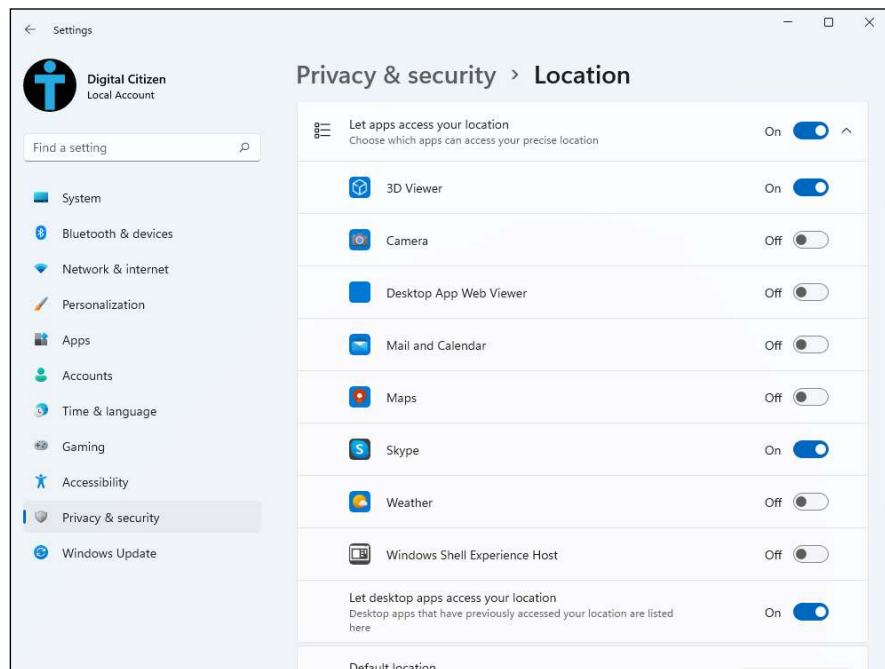 Settings
Digital Citizen
Local Account
Find a setting
System
Bluetooth & devices
Network & internet
Personalization
Apps
Accounts
Time & language
Gaming
Accessibility
Privacy & security
Windows Update
Privacy & security > Location
Let apps access your location
Choose which apps can access your precise location
On
3D Viewer
On
Camera
Off
Desktop App Web Viewer
Off
Mail and Calendar
Off
Maps
Off
S
Skype
On
Weather
Off
Windows Shell Experience Host
Off
Let desktop apps access your location
Desktop apps that have previously accessed your location are listed
here
On
Default location